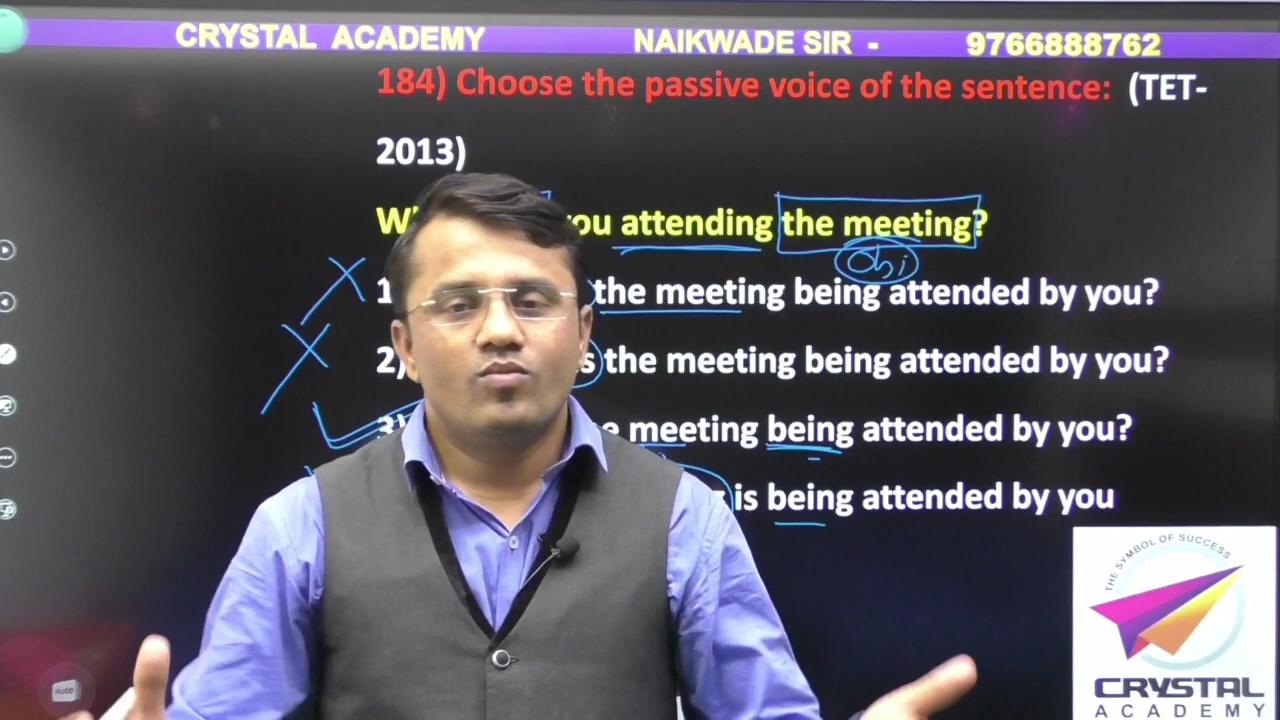 CRYSTAL ACADEMY NAIKWADE SIR - 9766888762
184) Choose the passive voice of the sentence: (TET-
2013)
attending the meeting?
Obj
the meeting being attended by you?
2) the meeting being attended by you?
meeting being attended by you?
is being attended by you
THE SYMBOL OF SUCCESS
CRYSTAL
ACADEMY
Note